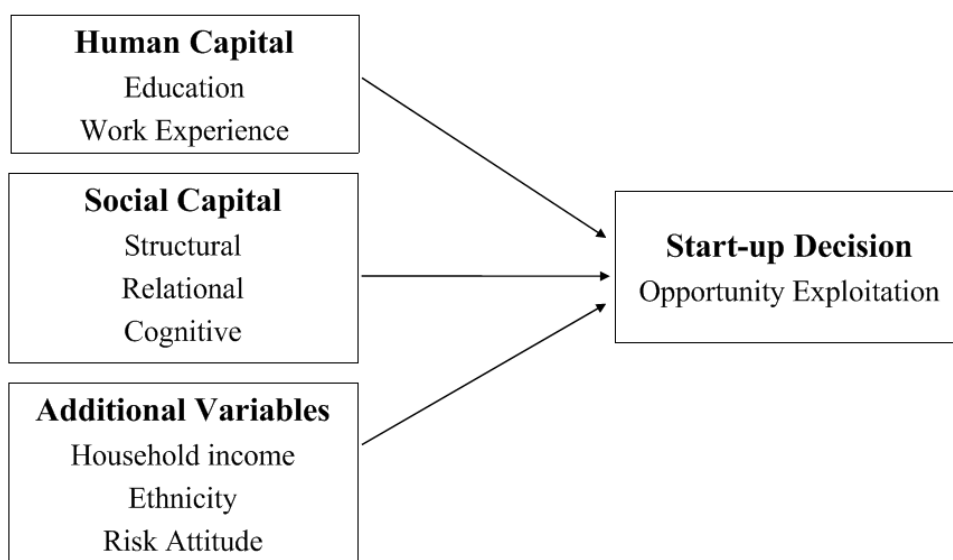 Human Capital
Education
Work Experience
Social Capital
Structural
Relational
Cognitive
Additional Variables
Household income
Ethnicity
Risk Attitude
Start-up Decision
Opportunity Exploitation